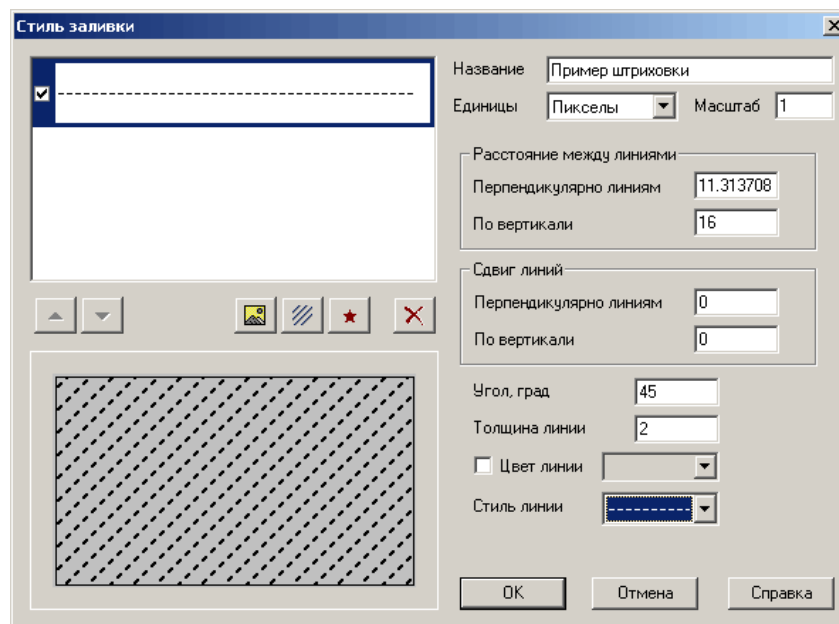 Стиль заливки
Название Пример штриховки
Единицы Пикселы Масштаб 1
Расстояние между линиями
Перпендикулярно линиям 11.313708
По вертикали 16
Сдвиг линий
Перпендикулярно линиям 0
По вертикали 0
Угол, град 45
Толщина линии 2
Цвет линии
Стиль линии
OK Отмена Справка